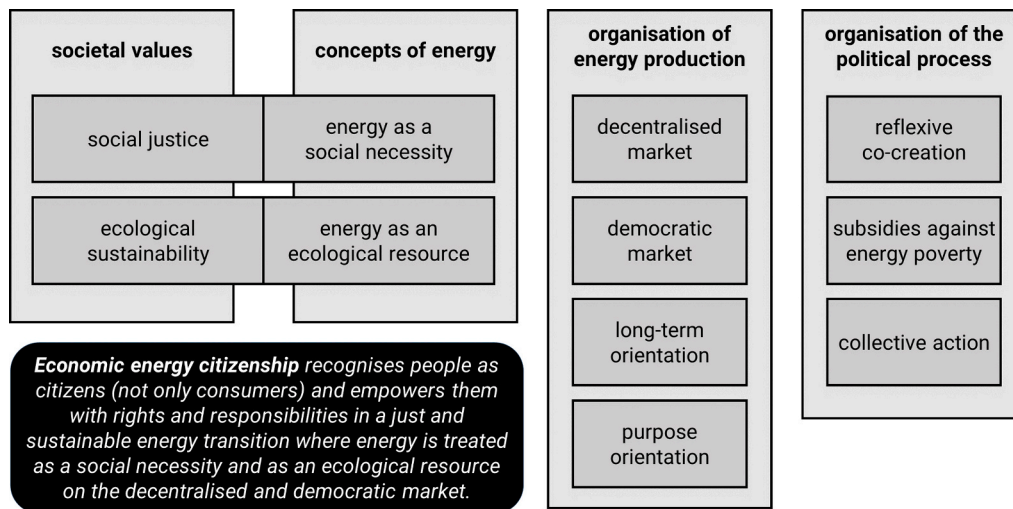 societal values
concepts of energy
social justice
energy as a
social necessity
ecological
sustainability
energy as an
ecological resource
Economic energy citizenship recognises people as
citizens (not only consumers) and empowers them
with rights and responsibilities in a just and
sustainable energy transition where energy is treated
as a social necessity and as an ecological resource
on the decentralised and democratic market.
organisation of
energy production
decentralised
market
democratic
market
long-term
orientation
purpose
orientation
organisation of the
political process
reflexive
co-creation
subsidies against
energy poverty
collective action